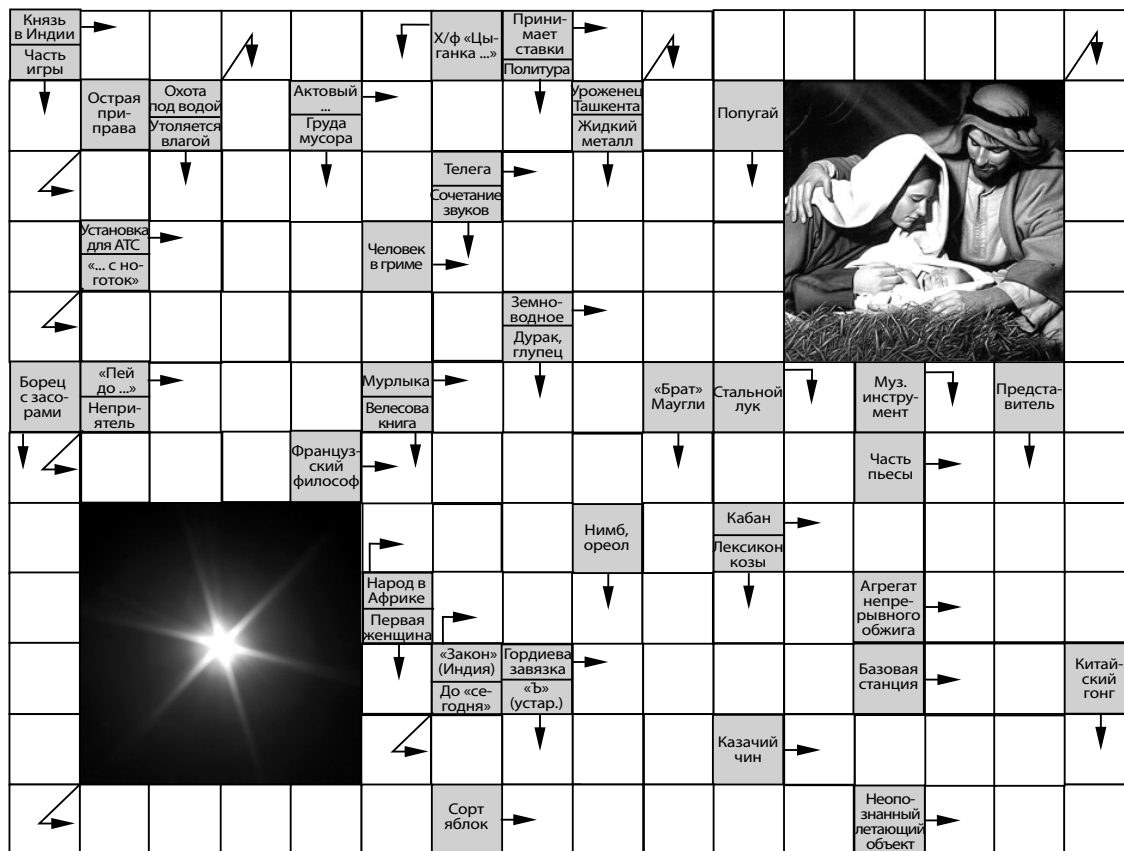 Князь
в Индии
Часть
игры
Х/ф «Цы-
ганка ...»
Прини-
мает
ставки
Политура
Острая
при-
права
Охота
под водой
Утоляется
влагой
Актовый
...
Груда
мусора
Уроженец
Ташкента
Жидкий
металл
Попугай
Телега
Сочетание
звуков
Установка
для АТС
«... с но-
готок»
Человек
в гриме
Земно-
водное
Дурак,
глупец
Борец
с засо-
рами
«Пей
до ...»
Непри-
ятель
Мурлыка
Велесова
книга
«Брат»
Маугли
Стальной
лук
Муз.
инстру-
мент
Предста-
витель
Француз-
ский
философ
Часть
пьесы
Нимб,
ореол
Кабан
Лексикон
козы
Народ в
Африке
Первая
женщина
Агрегат
непре-
рывного
обжига
«Закон»
(Индия)
До «се-
годня»
Гордиева
завязка
«Ъ»
(устар.)
Базовая
станция
Китай-
ский
гонг
Казачий
чин
Сорт
яблок
Неопо-
знанный
летающий
объект